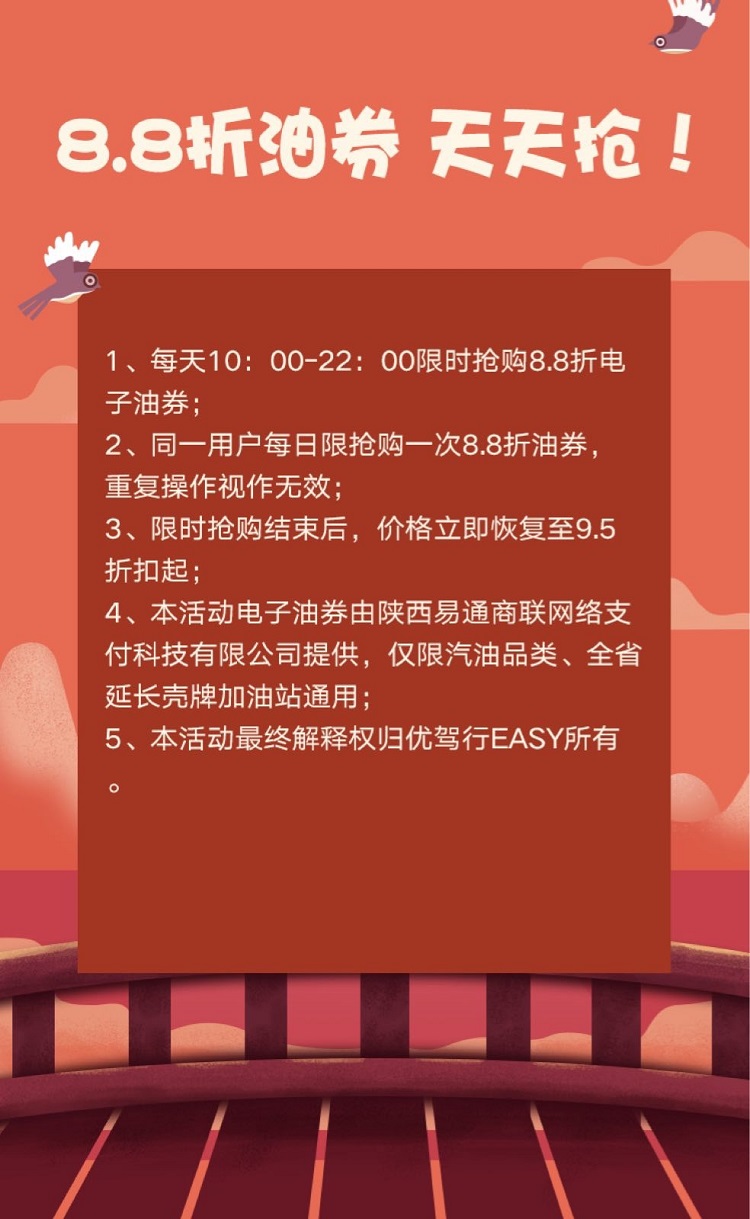 8.8折油券 天天抢！
1、每天10：00-22：00限时抢购8.8折电
子油券；
2、同一用户每日限抢购一次8.8折油券，
重复操作视作无效；
3、限时抢购结束后，价格立即恢复至9.5
折扣起；
4、本活动电子油券由陕西易通商联网络支
付科技有限公司提供，仅限汽油品类、全省
延长壳牌加油站通用；
5、本活动最终解释权归优驾行EASY所有
。